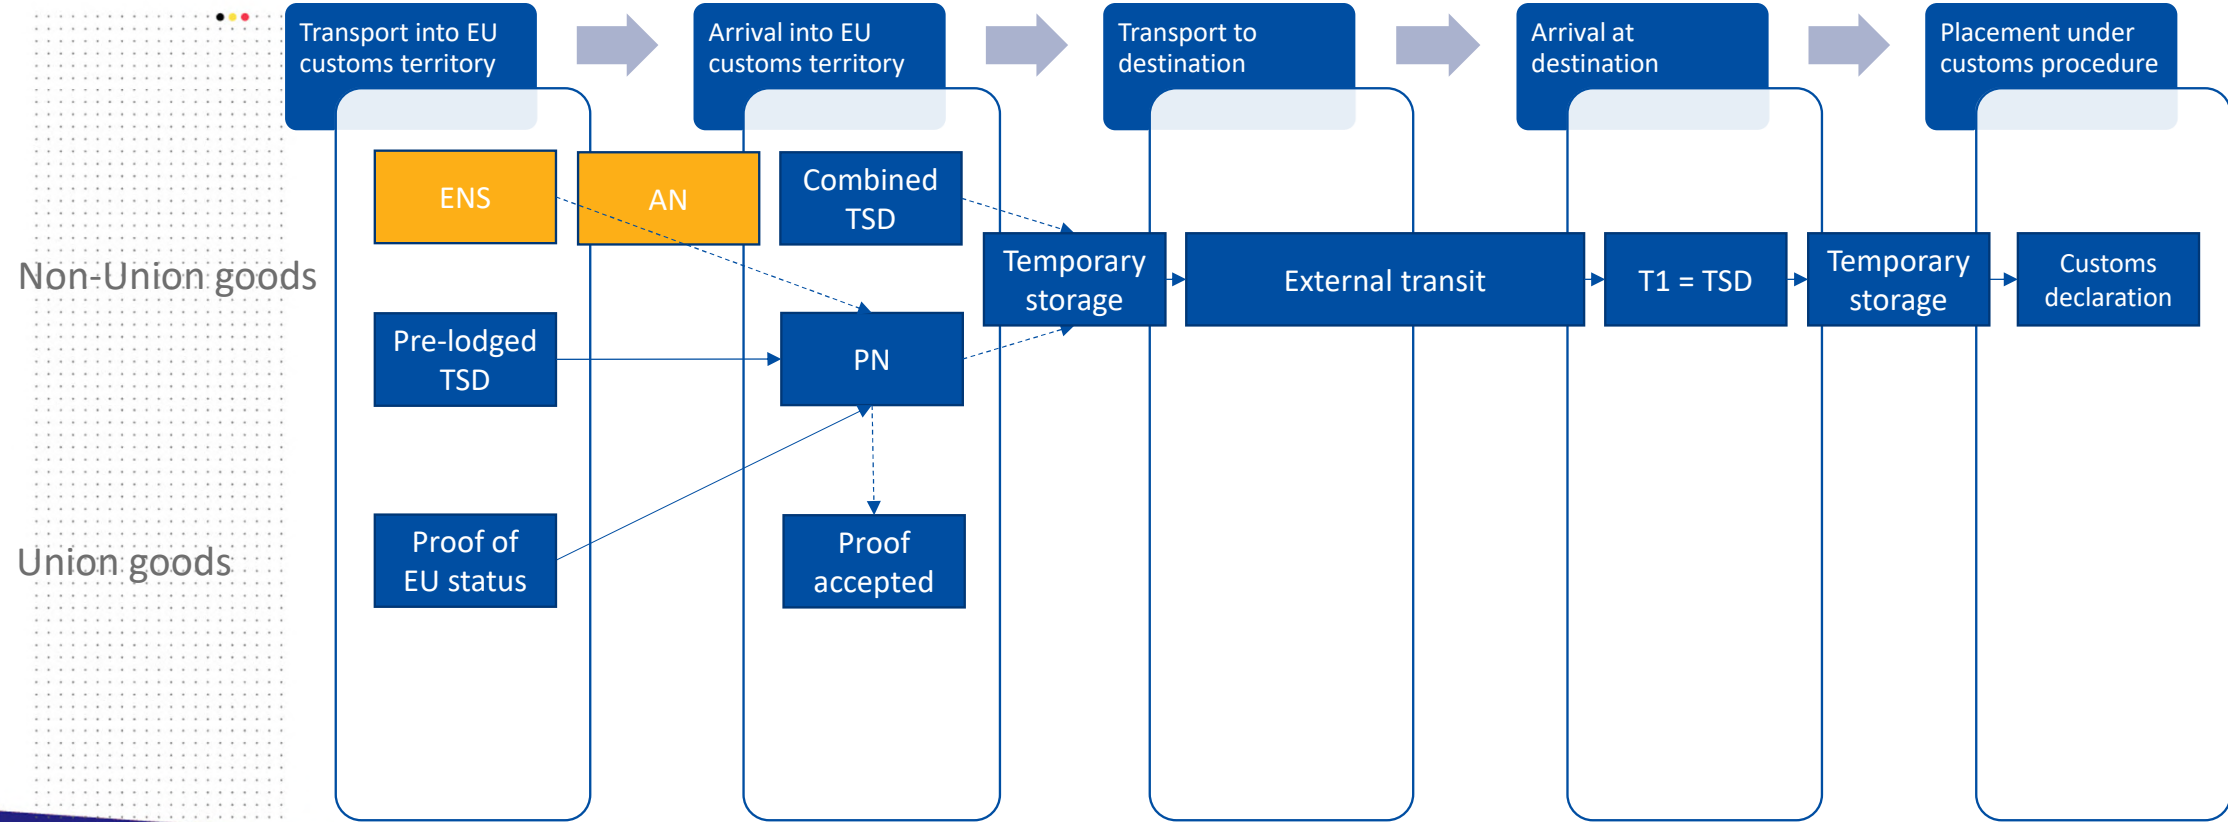 Transport into EU
customs territory
Arrival into EU
customs territory
Transport to
destination
Arrival at
destination
Placement under
customs procedure
ENS
AN
Combined
TSD
Non-Union goods
Temporary
storage
External transit
T1 = TSD
Temporary
storage
Customs
declaration
Pre-lodged
TSD
PN
Union goods
Proof of
EU status
Proof
accepted